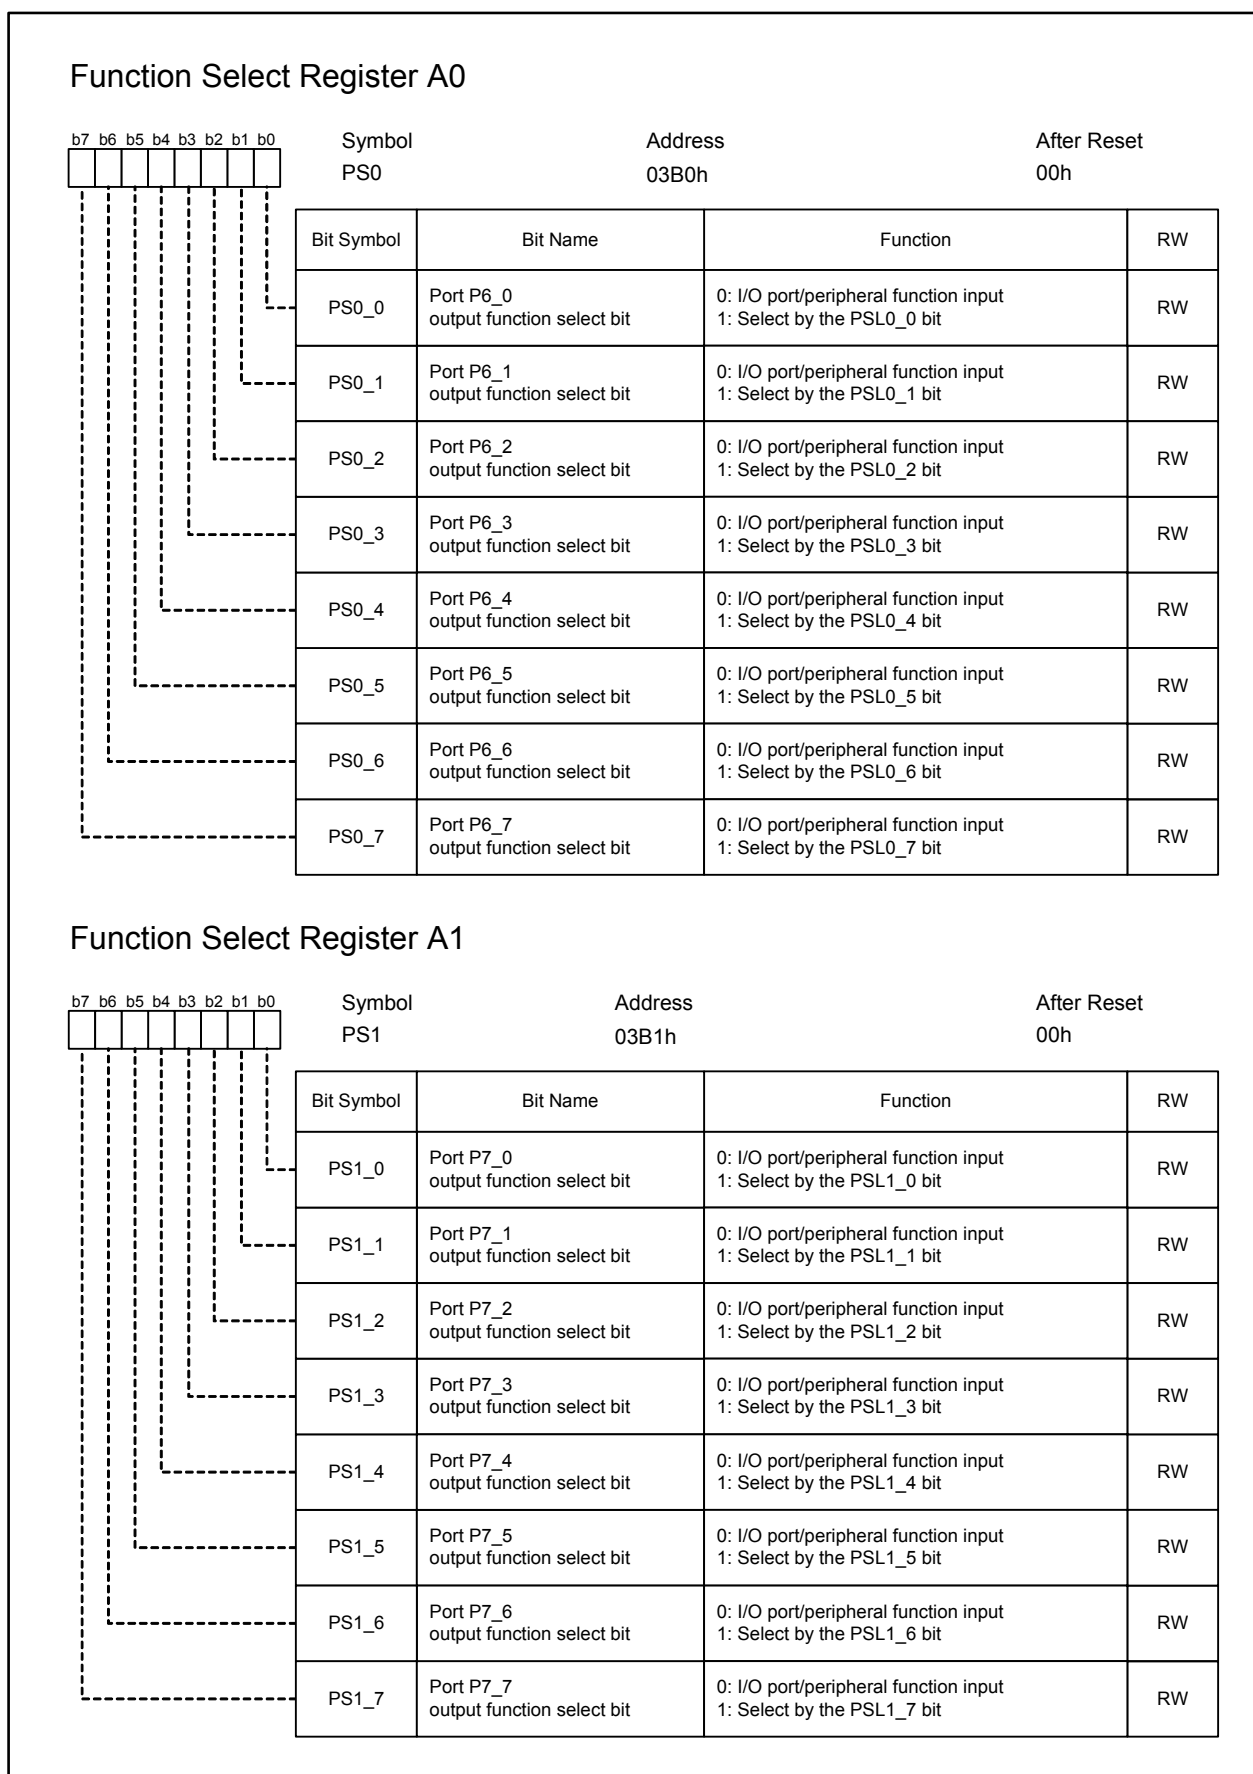 Function Select Register A0
b7 b6 b5 b4 b3 b2 b1 b0
Symbol Address After Reset
PS0 03B0h 00h
Bit Symbol Bit Name Function RW
PS0_0 Port P6_0 0: I/O port/peripheral function input RW
output function select bit 1: Select by the PSL0_0 bit
PS0_1 Port P6_1 0: I/O port/peripheral function input RW
output function select bit 1: Select by the PSL0_1 bit
PS0_2 Port P6_2 0: I/O port/peripheral function input RW
output function select bit 1: Select by the PSL0_2 bit
PS0_3 Port P6_3 0: I/O port/peripheral function input RW
output function select bit 1: Select by the PSL0_3 bit
PS0_4 Port P6_4 0: I/O port/peripheral function input RW
output function select bit 1: Select by the PSL0_4 bit
PS0_5 Port P6_5 0: I/O port/peripheral function input RW
output function select bit 1: Select by the PSL0_5 bit
PS0_6 Port P6_6 0: I/O port/peripheral function input RW
output function select bit 1: Select by the PSL0_6 bit
PS0_7 Port P6_7 0: I/O port/peripheral function input RW
output function select bit 1: Select by the PSL0_7 bit
Function Select Register A1
b7 b6 b5 b4 b3 b2 b1 b0
Symbol Address After Reset
PS1 03B1h 00h
Bit Symbol Bit Name Function RW
PS1_0 Port P7_0 0: I/O port/peripheral function input RW
output function select bit 1: Select by the PSL1_0 bit
PS1_1 Port P7_1 0: I/O port/peripheral function input RW
output function select bit 1: Select by the PSL1_1 bit
PS1_2 Port P7_2 0: I/O port/peripheral function input RW
output function select bit 1: Select by the PSL1_2 bit
PS1_3 Port P7_3 0: I/O port/peripheral function input RW
output function select bit 1: Select by the PSL1_3 bit
PS1_4 Port P7_4 0: I/O port/peripheral function input RW
output function select bit 1: Select by the PSL1_4 bit
PS1_5 Port P7_5 0: I/O port/peripheral function input RW
output function select bit 1: Select by the PSL1_5 bit
PS1_6 Port P7_6 0: I/O port/peripheral function input RW
output function select bit 1: Select by the PSL1_6 bit
PS1_7 Port P7_7 0: I/O port/peripheral function input RW
output function select bit 1: Select by the PSL1_7 bit